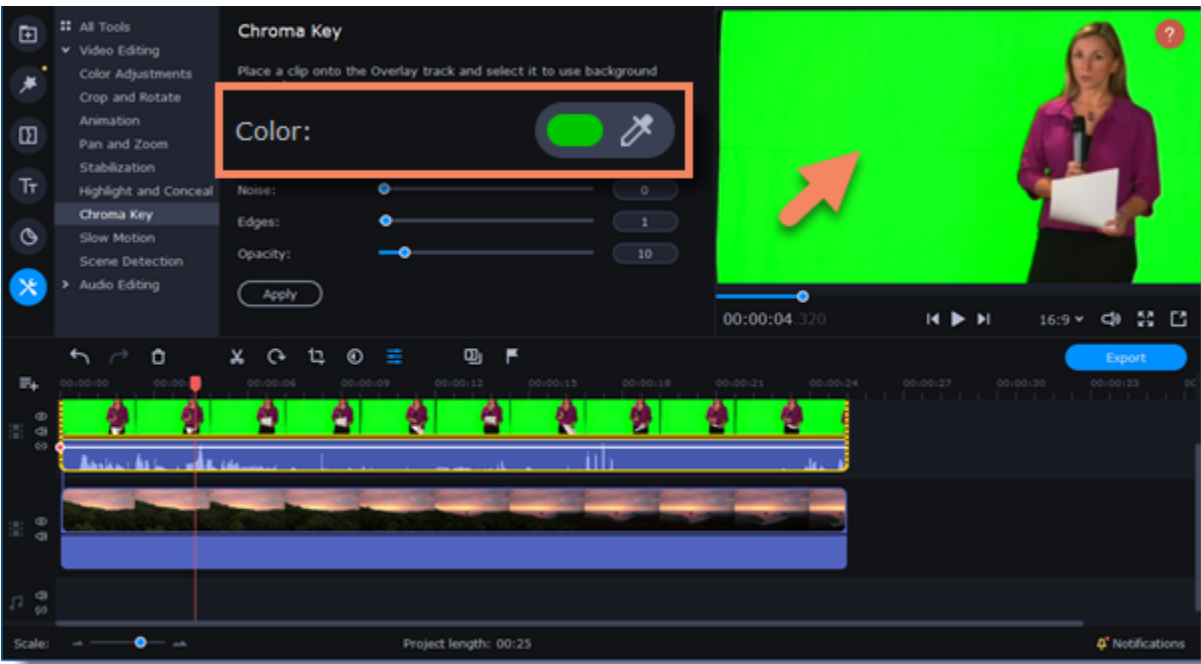 All Tools
Video Editing
Color Adjustments
Crop and Rotate
Animation
Pan and Zoom
Stabilization
Highlight and Conceal
Chroma Key
Slow Motion
Scene Detection
Audio Editing
Chroma Key
Place a clip onto the Overlay track and select it to use background
Color:
Noise:
0
Edges:
1
Opacity:
10
Apply
?
00:00:04.320
16:9
Export
00:00:00
00:00:06
00:00:09
00:00:12
00:00:15
00:00:18
00:00:21
00:00:24
00:00:27
00:00:30
00:00:33
Scale:
Project length: 00:25
Notifications